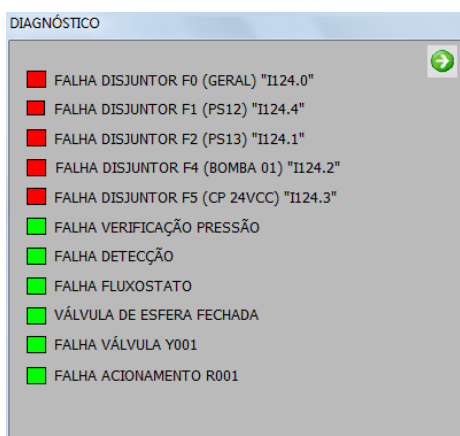 DIAGNÓSTICO
FALHA DISJUNTOR F0 (GERAL) "I124.0"
FALHA DISJUNTOR F1 (PS12) "I124.4"
FALHA DISJUNTOR F2 (PS13) "I124.1"
FALHA DISJUNTOR F4 (BOMBA 01) "I124.2"
FALHA DISJUNTOR F5 (CP 24VCC) "I124.3"
FALHA VERIFICAÇÃO PRESSÃO
FALHA DETECÇÃO
FALHA FLUXOSTATO
VÁLVULA DE ESFERA FECHADA
FALHA VÁLVULA Y001
FALHA ACIONAMENTO R001